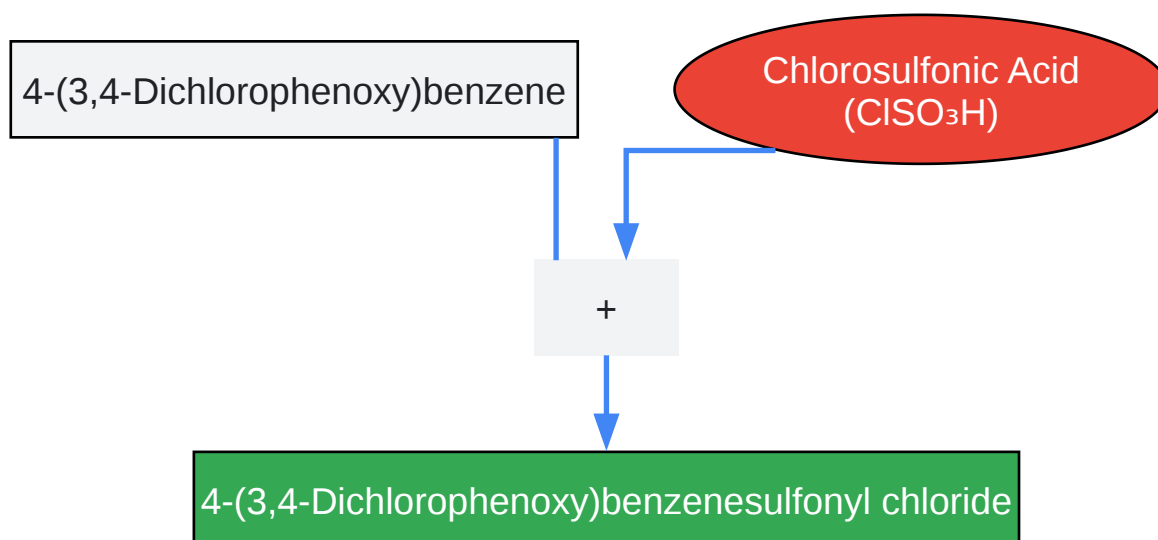 4-(3,4-Dichlorophenoxy)benzene
Chlorosulfonic Acid
(ClSO₃H)
+
4-(3,4-Dichlorophenoxy)benzenesulfonyl chloride